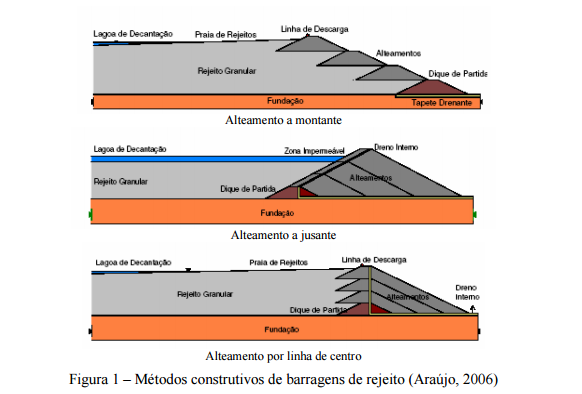 Linha de Descarga
Lagoa de Decantação
Praia de Rejeitos
Alteamentos
Rejeito Granular
Dique de Partida
Fundação
Tapete Drenante
Alteamento a montante
Lagoa de Decantação
Zona Impermeável
Dreno Interno
Rejeito Granular
Dique de Partida
Alteamentos
Fundação
Alteamento a jusante
Lagoa de Decantação
Praia de Rejeitos
Linha de Descarga
Rejeito Granular
Dreno
Interno
Alteamentos
Dique de Partida
Fundação
Alteamento por linha de centro
Figura 1 – Métodos construtivos de barragens de rejeito (Araújo, 2006)